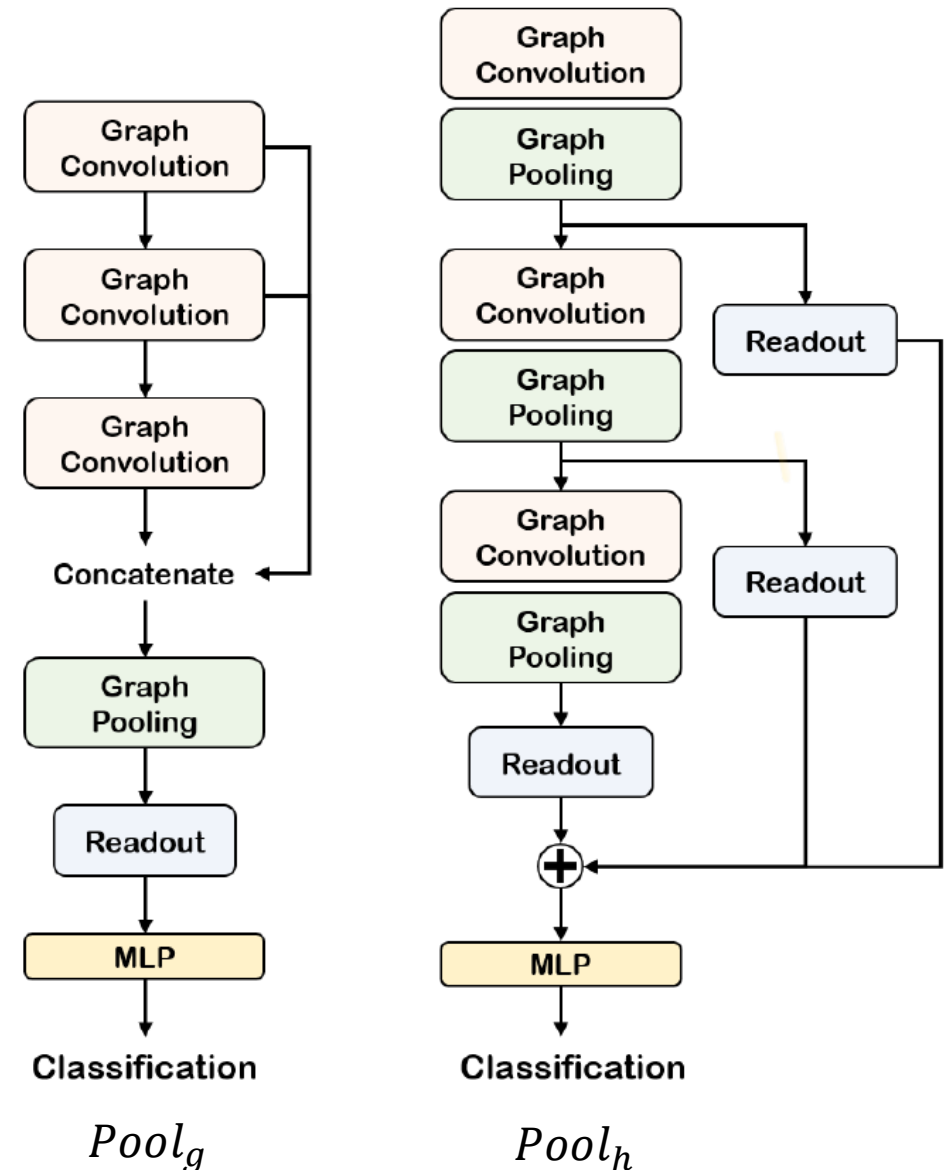 Graph
Convolution
Graph
Convolution
Graph
Convolution
Concatenate
Graph
Pooling
Readout
MLP
Classification
Pool_g
Graph
Convolution
Graph
Pooling
Graph
Convolution
Readout
Graph
Pooling
Graph
Convolution
Readout
Graph
Pooling
Readout
+
MLP
Classification
Pool_h